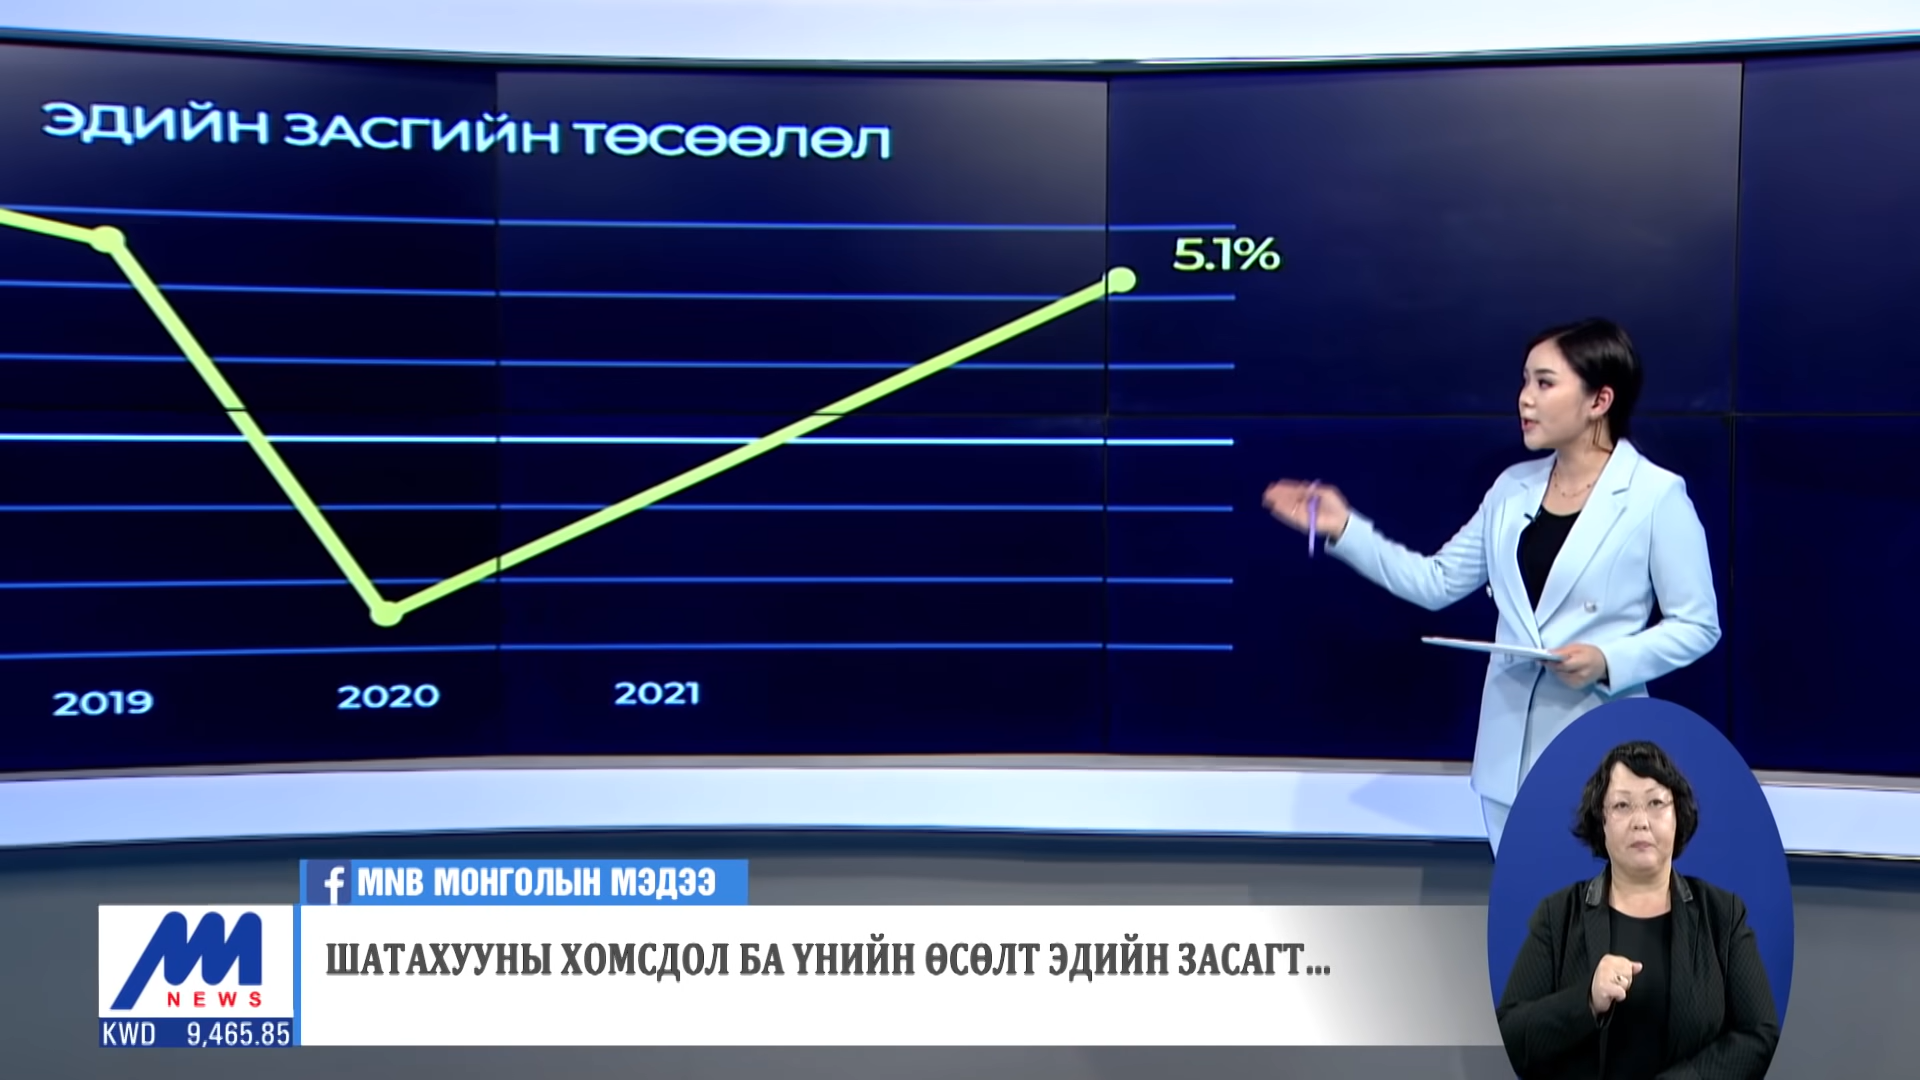 ЭДИЙН ЗАСГИЙН ТӨСӨӨЛӨЛ
5.1%
2019 2020 2021
f MNB МОНГОЛЫН МЭДЭЭ
ШАТАХУУНЫ ХОМСДОЛ БА ҮНИЙН ӨСӨЛТ ЭДИЙН ЗАСАГТ...
NEWS
KWD 9,465.85